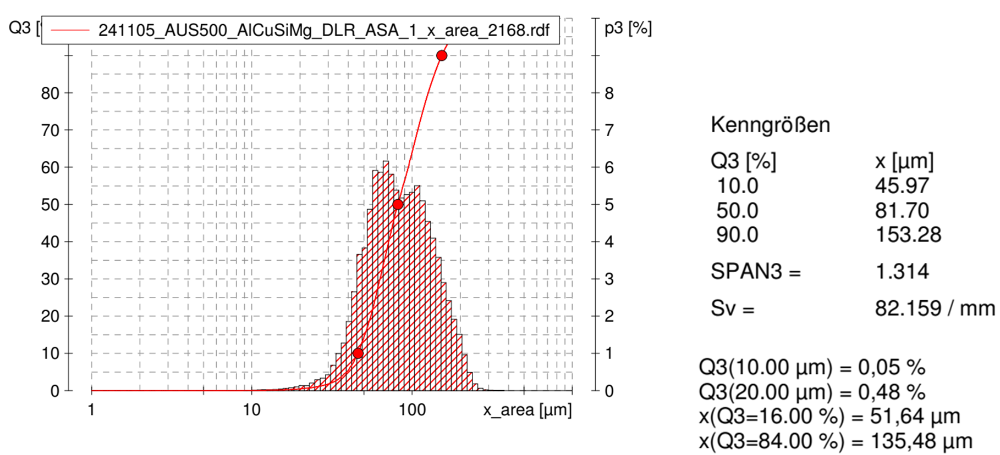 Q3 [
241105_AUS500_AlCuSiMg_DLR_ASA_1_x_area_2168.rdf
p3 [%]
80
70
60
50
40
30
20
10
0
8
7
6
5
4
3
2
1
0
1 10 100 x_area [µm]
Kenngrößen
Q3 [%] x [µm]
10.0 45.97
50.0 81.70
90.0 153.28
SPAN3 = 1.314
Sv = 82.159 / mm
Q3(10.00 µm) = 0,05 %
Q3(20.00 µm) = 0,48 %
x(Q3=16.00 %) = 51,64 µm
x(Q3=84.00 %) = 135,48 µm